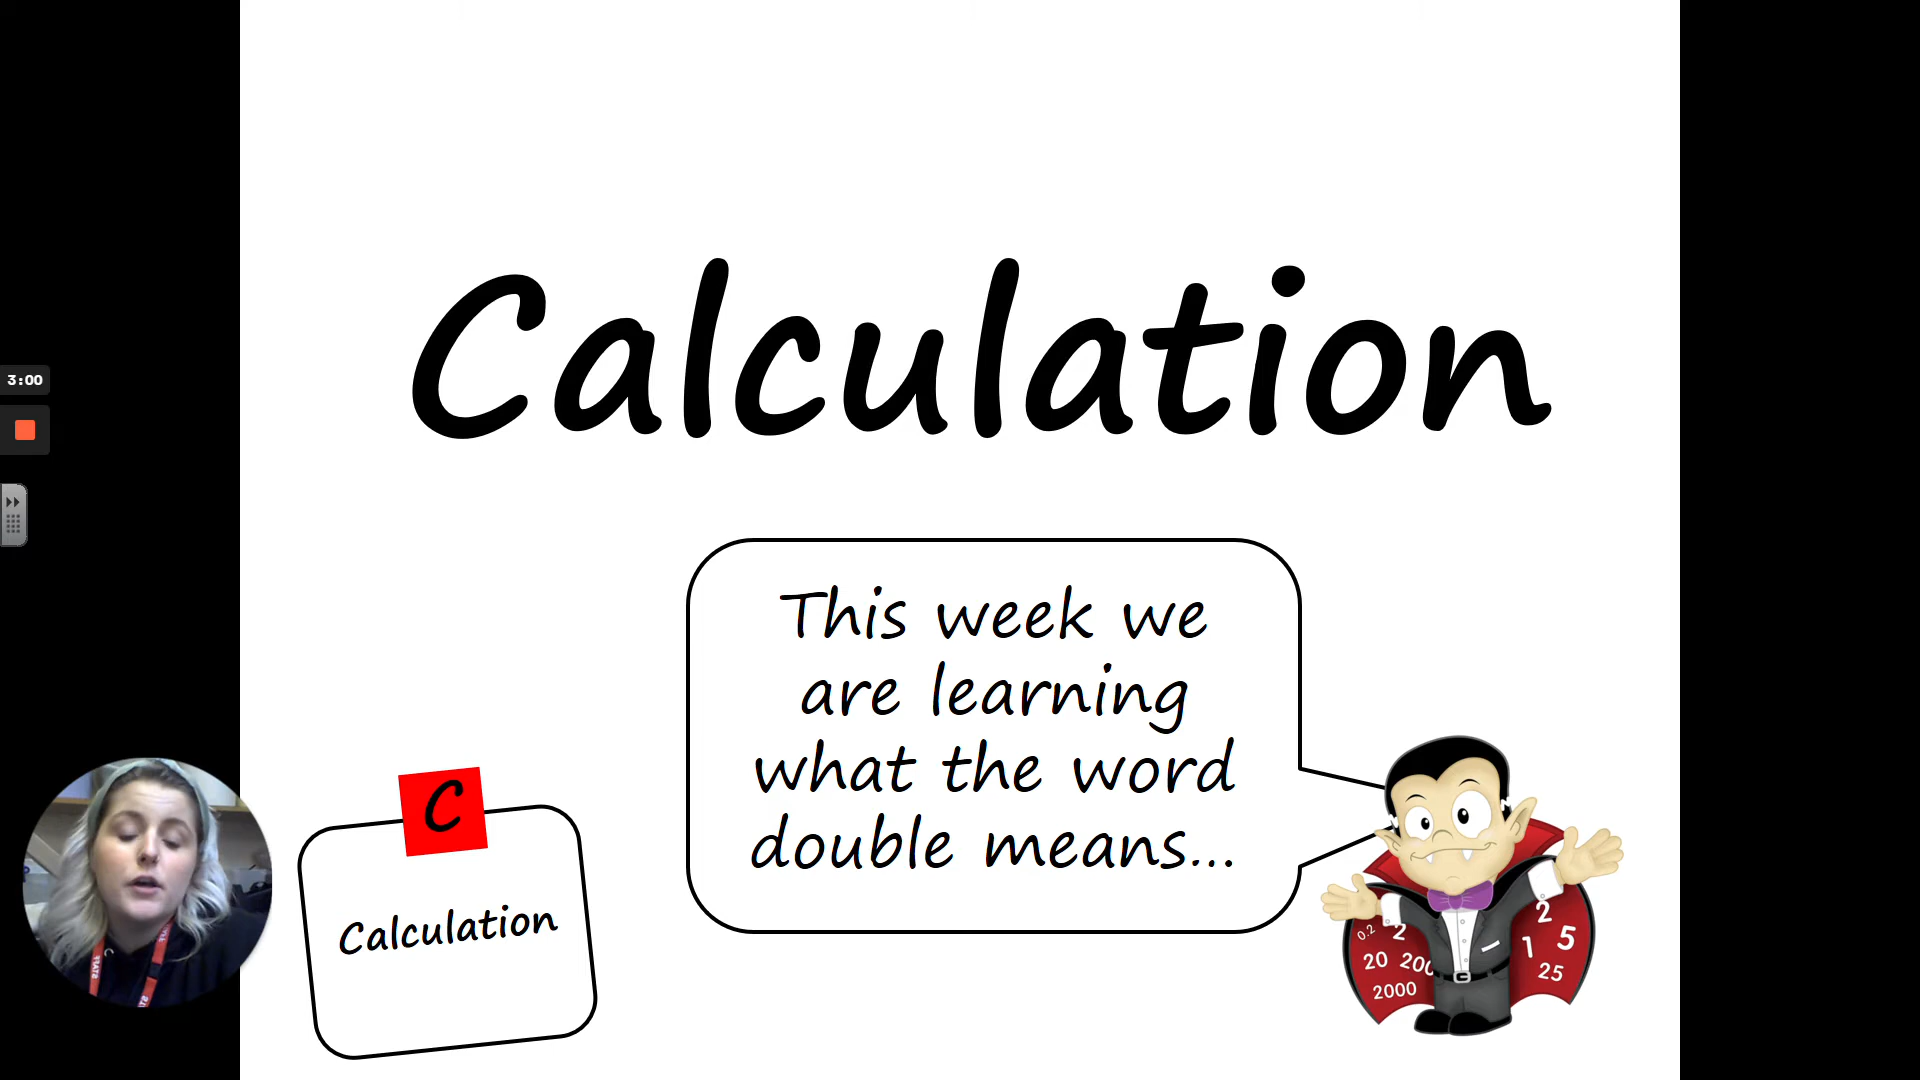 Calculation
3:00
This week we
are learning
what the word
double means...
C
Calculation
0.2 2
20 200
2000
2
1 5
25
STAFF